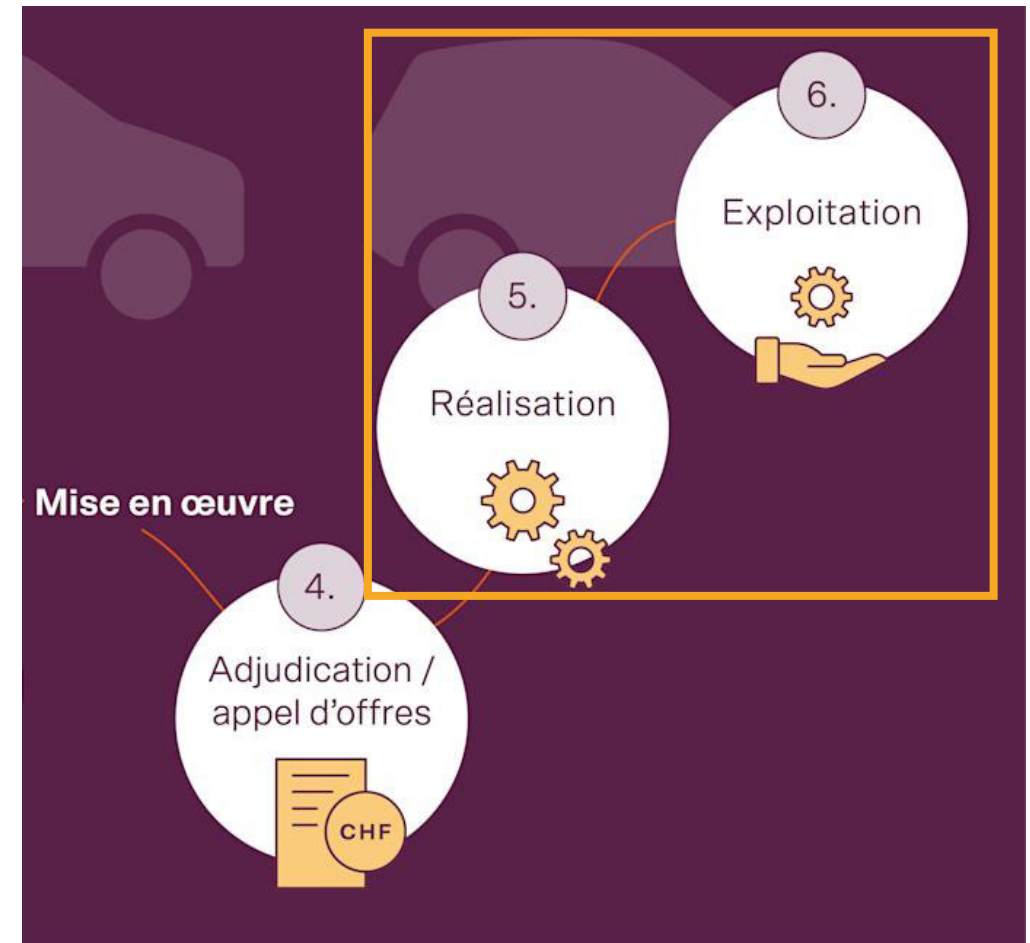 6.
Exploitation
5.
Réalisation
Mise en œuvre
4.
Adjudication /
appel d’offres
CHF